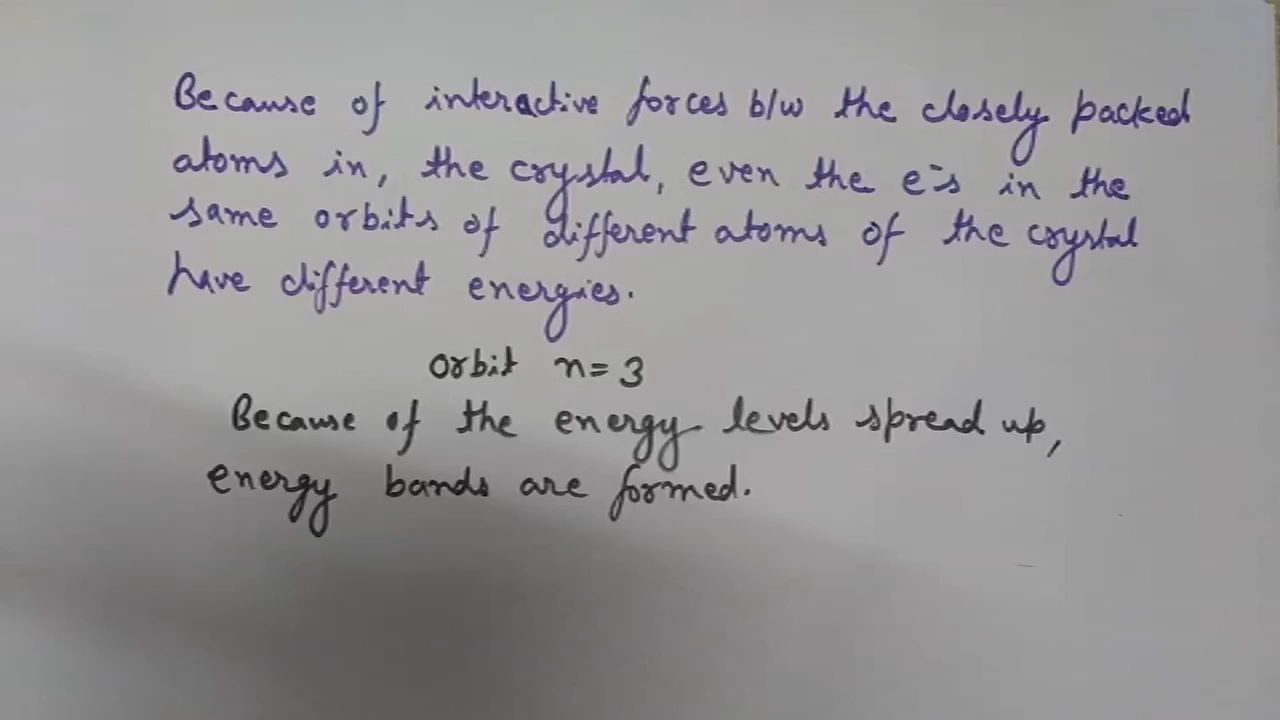 Because of interactive forces b/w the closely packed
atoms in, the crystal, even the e⁻s in the
same orbits of different atoms of the crystal
have different energies.
orbit n=3
Because of the energy levels spread up,
energy bands are formed.